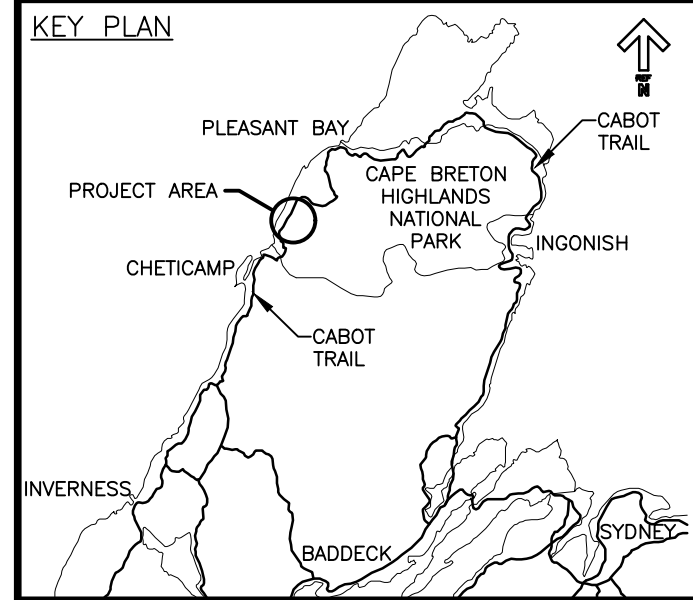 KEY PLAN
REF
N
CABOT
TRAIL
PLEASANT BAY
CAPE BRETON
HIGHLANDS
NATIONAL
PARK
PROJECT AREA
INGONISH
CHETICAMP
CABOT
TRAIL
INVERNESS
BADDECK
SYDNEY